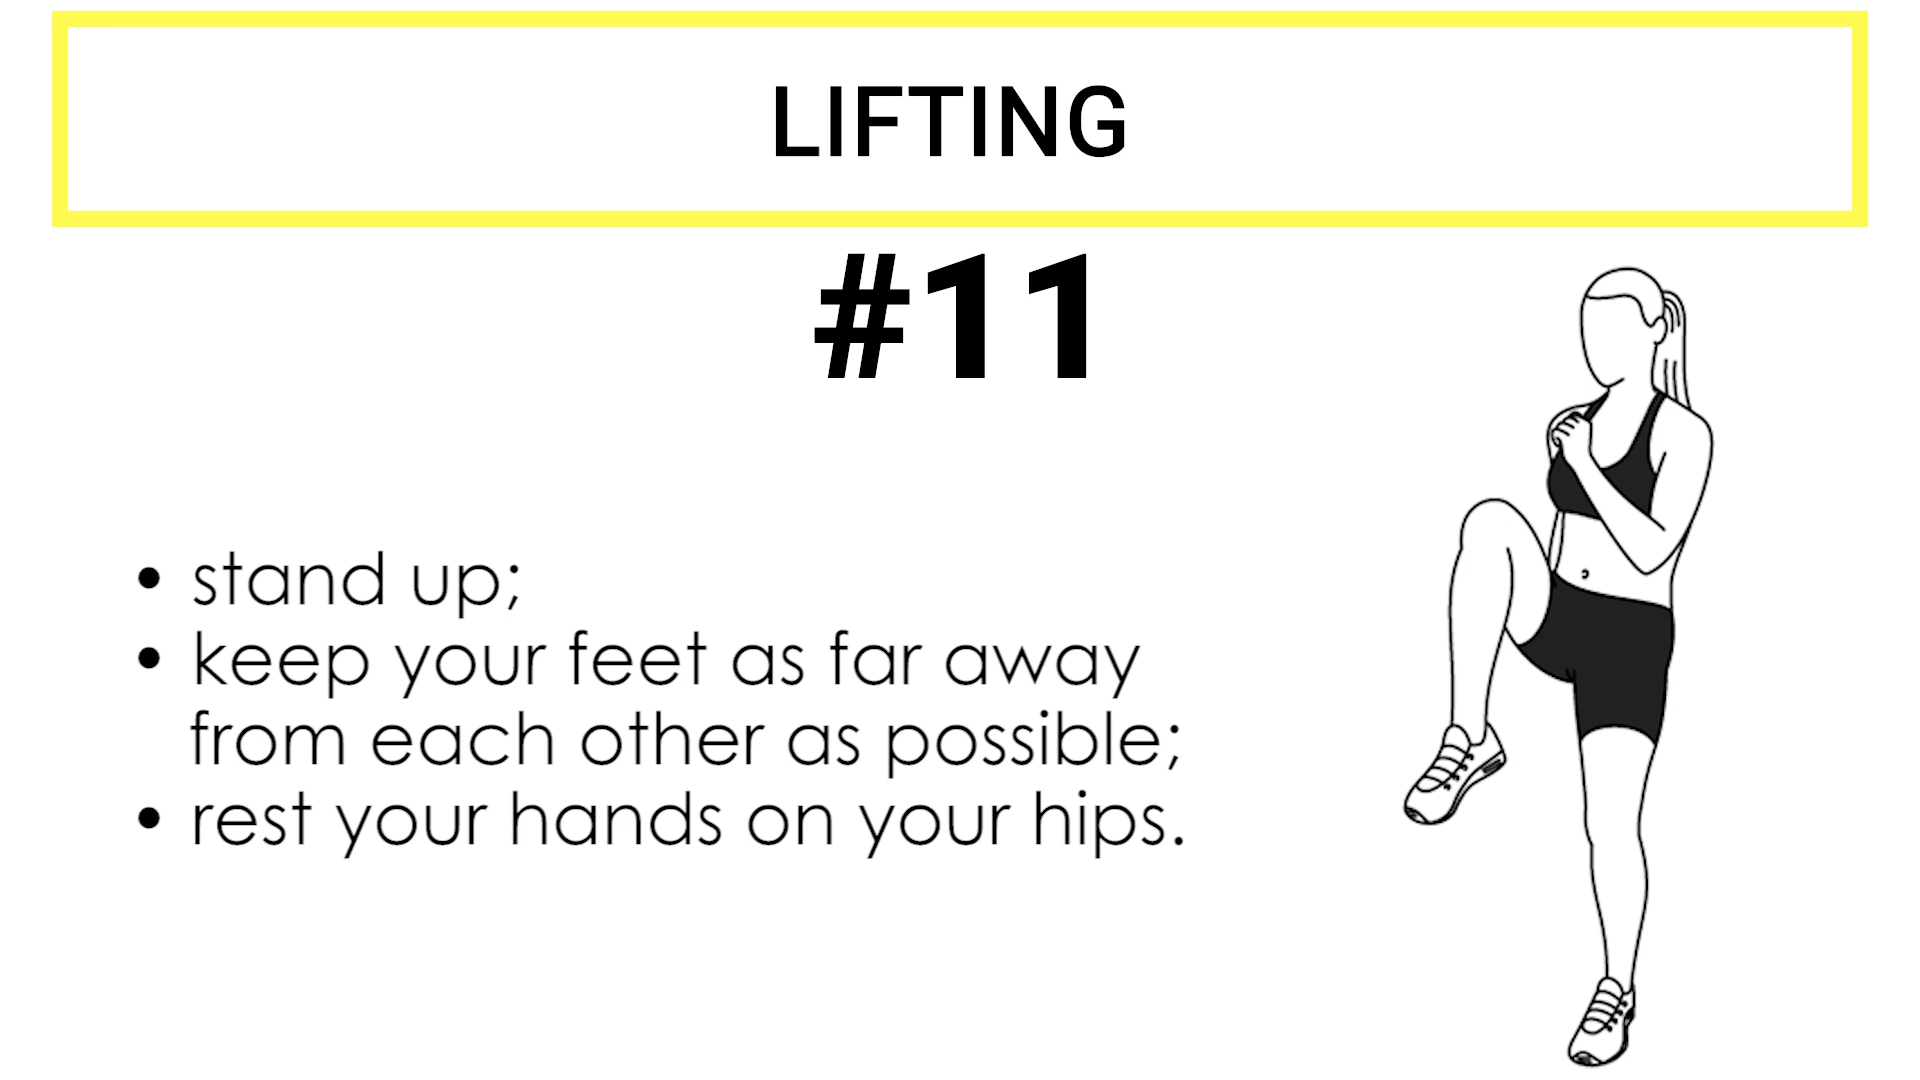 LIFTING
#11
• stand up;
• keep your feet as far away
from each other as possible;
• rest your hands on your hips.